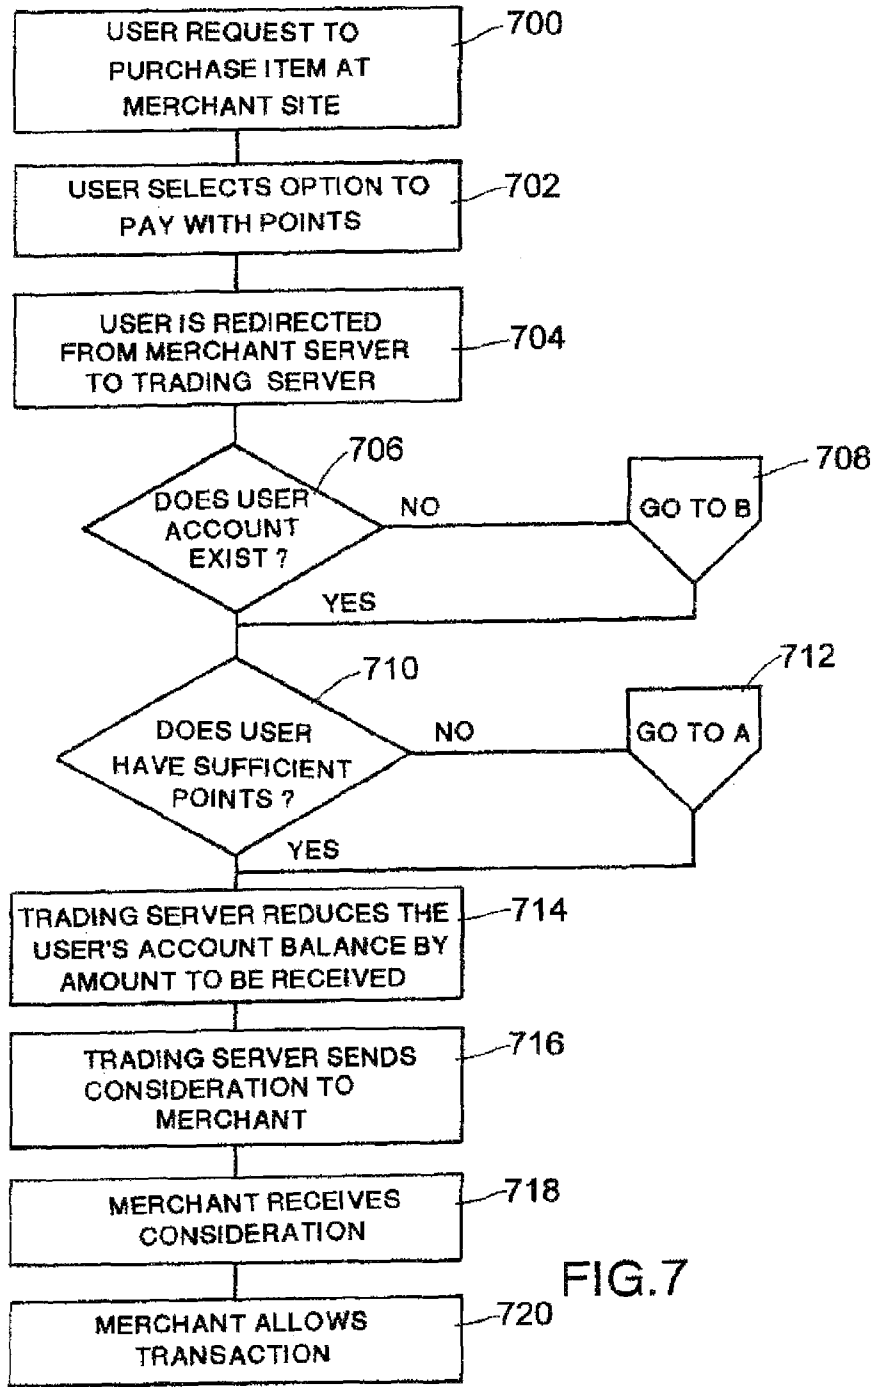 USER REQUEST TO
PURCHASE ITEM AT
MERCHANT SITE
700
USER SELECTS OPTION TO
PAY WITH POINTS
702
USER IS REDIRECTED
FROM MERCHANT SERVER
TO TRADING SERVER
704
706
DOES USER
ACCOUNT
EXIST ?
NO
708
GO TO B
YES
710
DOES USER
HAVE SUFFICIENT
POINTS ?
NO
712
GO TO A
YES
TRADING SERVER REDUCES THE
USER'S ACCOUNT BALANCE BY
AMOUNT TO BE RECEIVED
714
TRADING SERVER SENDS
CONSIDERATION TO
MERCHANT
716
MERCHANT RECEIVES
CONSIDERATION
718
MERCHANT ALLOWS
TRANSACTION
720
FIG.7